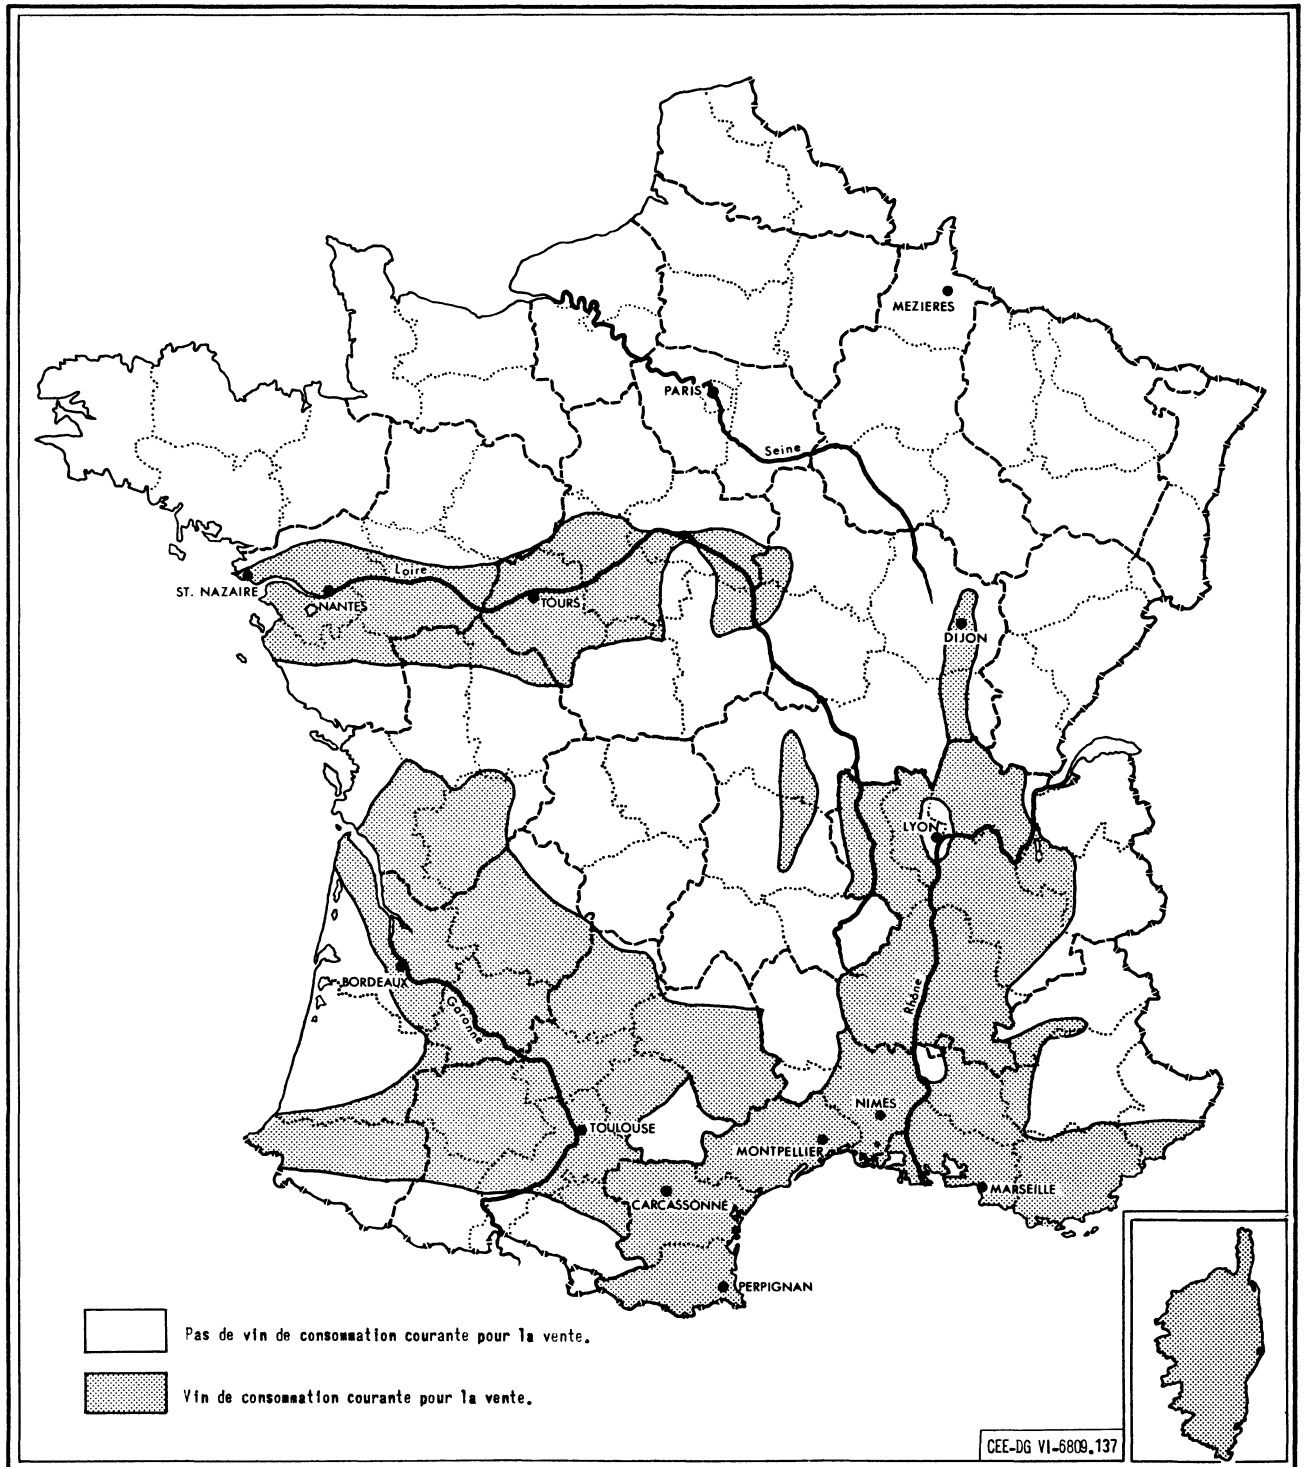 MEZIERES
PARIS
Seine
Loire
ST. NAZAIRE
NANTES
TOURS
DIJON
LYON
BORDEAUX
Garonne
Rhône
NIMES
TOULOUSE
MONTPELLIER
MARSEILLE
CARCASSONNE
PERPIGNAN
Pas de vin de consommation courante pour la vente.
Vin de consommation courante pour la vente.
CEE-DG VI-6809.137